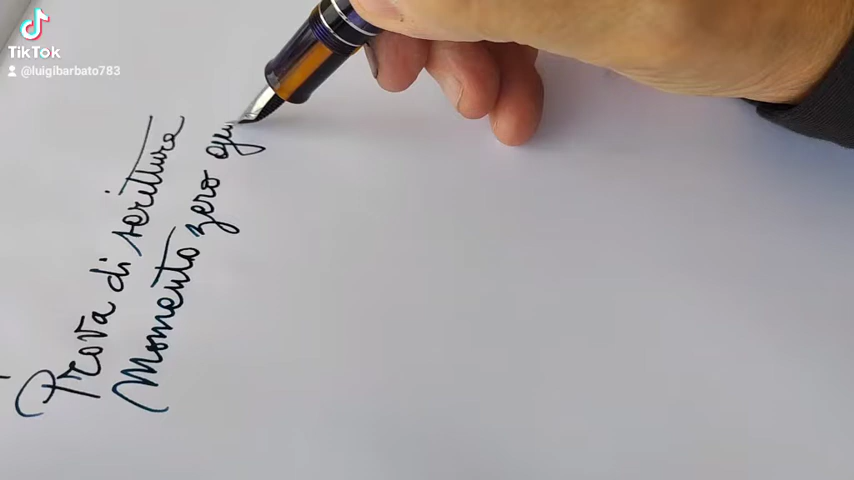 TikTok
@luigibarbato783
Prova di scrittura
Momento zero